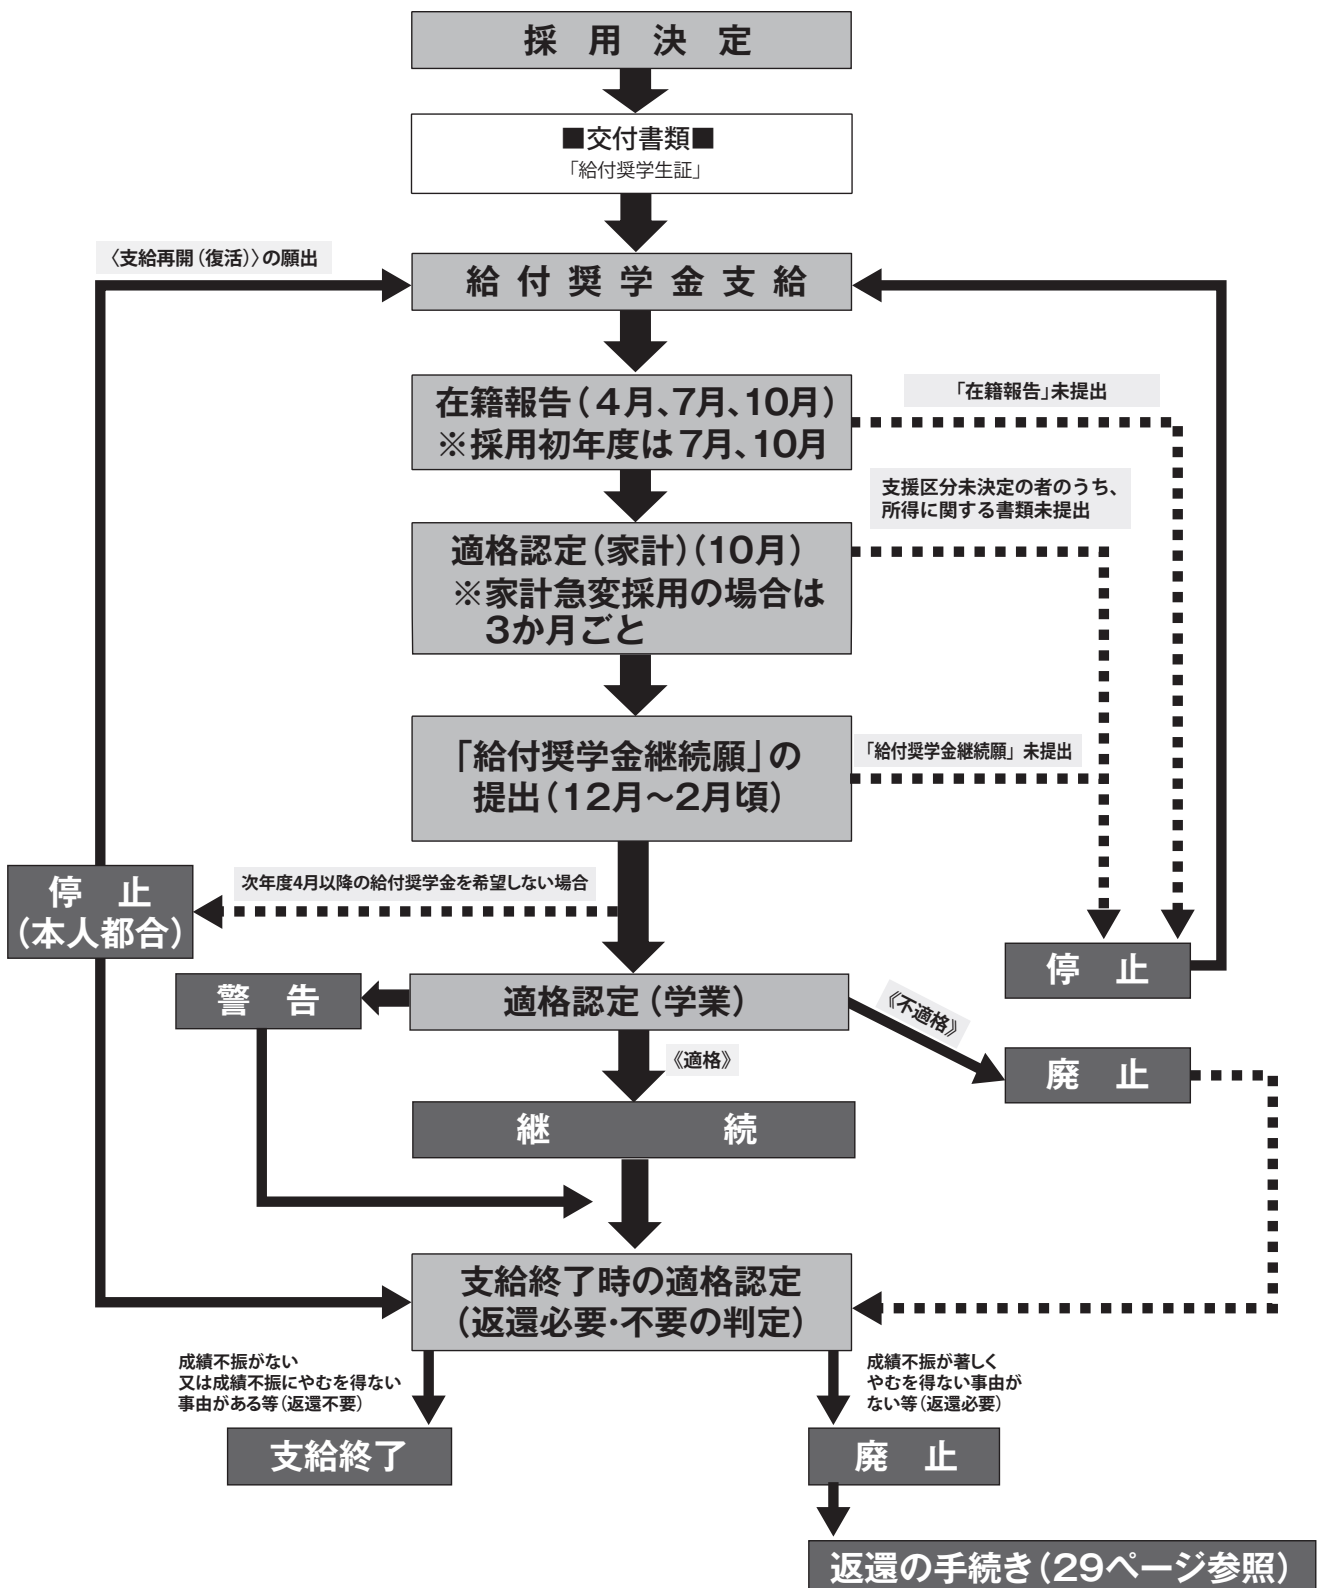 採用決定
■交付書類■
「給付奨学生証」
〈支給再開（復活）〉の願出
給付奨学金支給
在籍報告（4月、7月、10月）
※採用初年度は7月、10月
「在籍報告」未提出
支援区分未決定の者のうち、
所得に関する書類未提出
適格認定（家計）（10月）
※家計急変採用の場合は
3か月ごと
「給付奨学金継続願」の
提出（12月～2月頃）
「給付奨学金継続願」未提出
停止
（本人都合）
次年度4月以降の給付奨学金を希望しない場合
停止
警告
適格認定（学業）
《不適格》
《適格》
廃止
継続
支給終了時の適格認定
（返還必要・不要の判定）
成績不振がない
又は成績不振にやむを得ない
事由がある等（返還不要）
成績不振が著しく
やむを得ない事由が
ない等（返還必要）
支給終了
廃止
返還の手続き（29ページ参照）